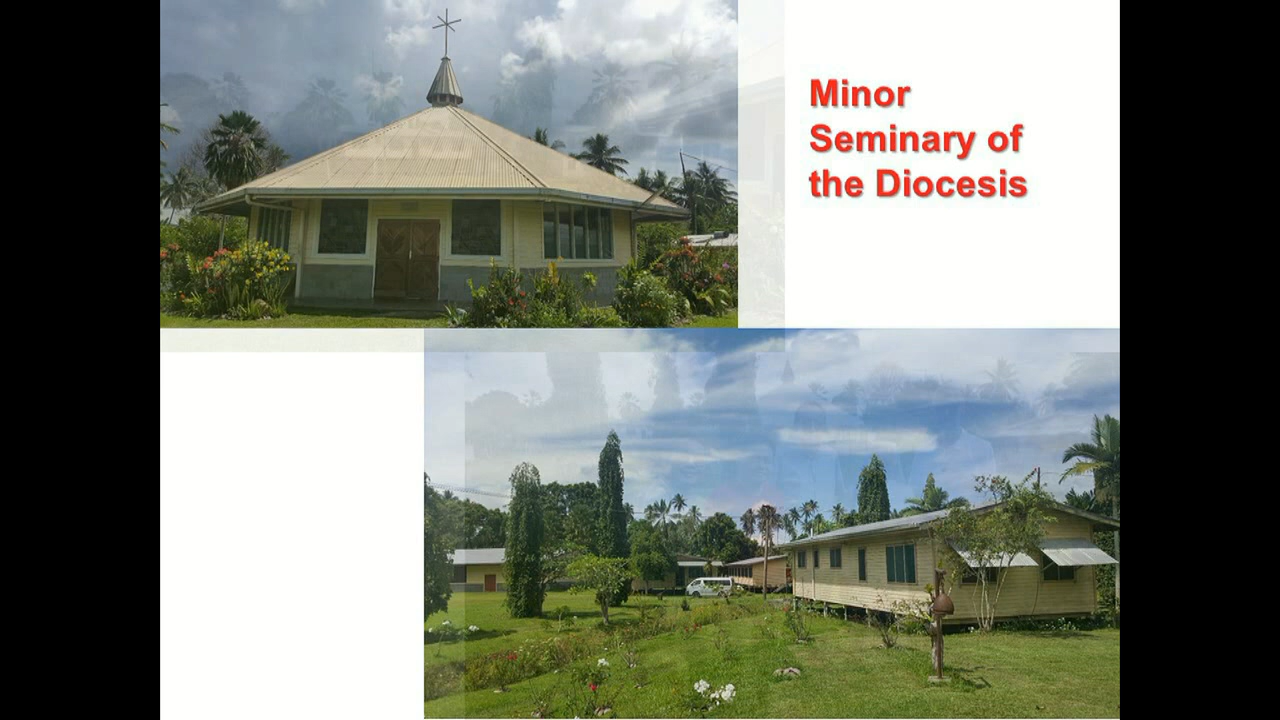 Minor
Seminary of
the Diocesis